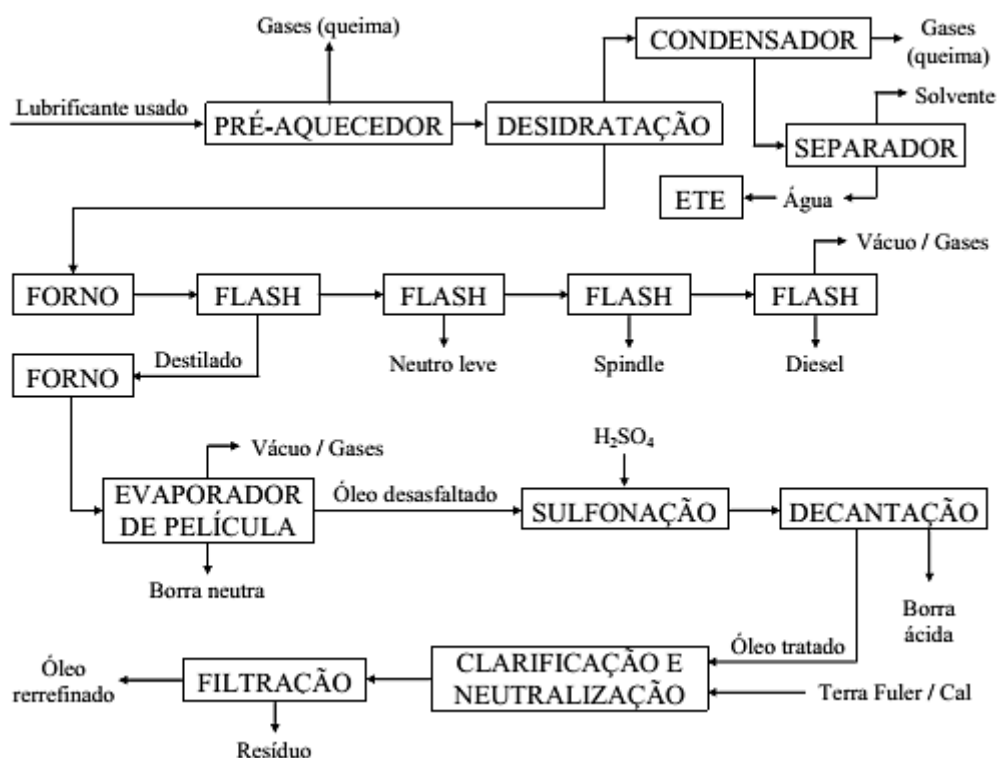 Gases (queima)
CONDENSADOR
Gases
(queima)
Lubrificante usado
PRÉ-AQUECEDOR
DESIDRATAÇÃO
Solvente
SEPARADOR
ETE
Água
Vácuo / Gases
FORNO
FLASH
FLASH
FLASH
FLASH
Destilado
Neutro leve
Spindle
Diesel
FORNO
H₂SO₄
Vácuo / Gases
EVAPORADOR
DE PELÍCULA
Óleo desasfaltado
SULFONAÇÃO
DECANTAÇÃO
Borra neutra
Borra
ácida
Óleo tratado
Óleo
rerrefinado
FILTRAÇÃO
CLARIFICAÇÃO E
NEUTRALIZAÇÃO
Terra Fuler / Cal
Resíduo